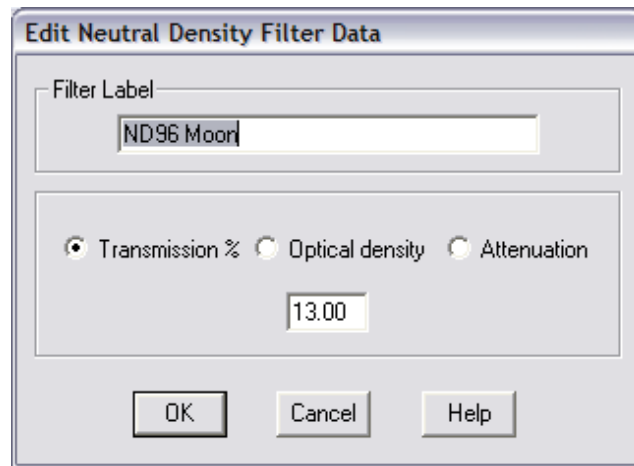 Edit Neutral Density Filter Data
Filter Label
ND96 Moon
Transmission % Optical density Attenuation
13.00
OK Cancel Help